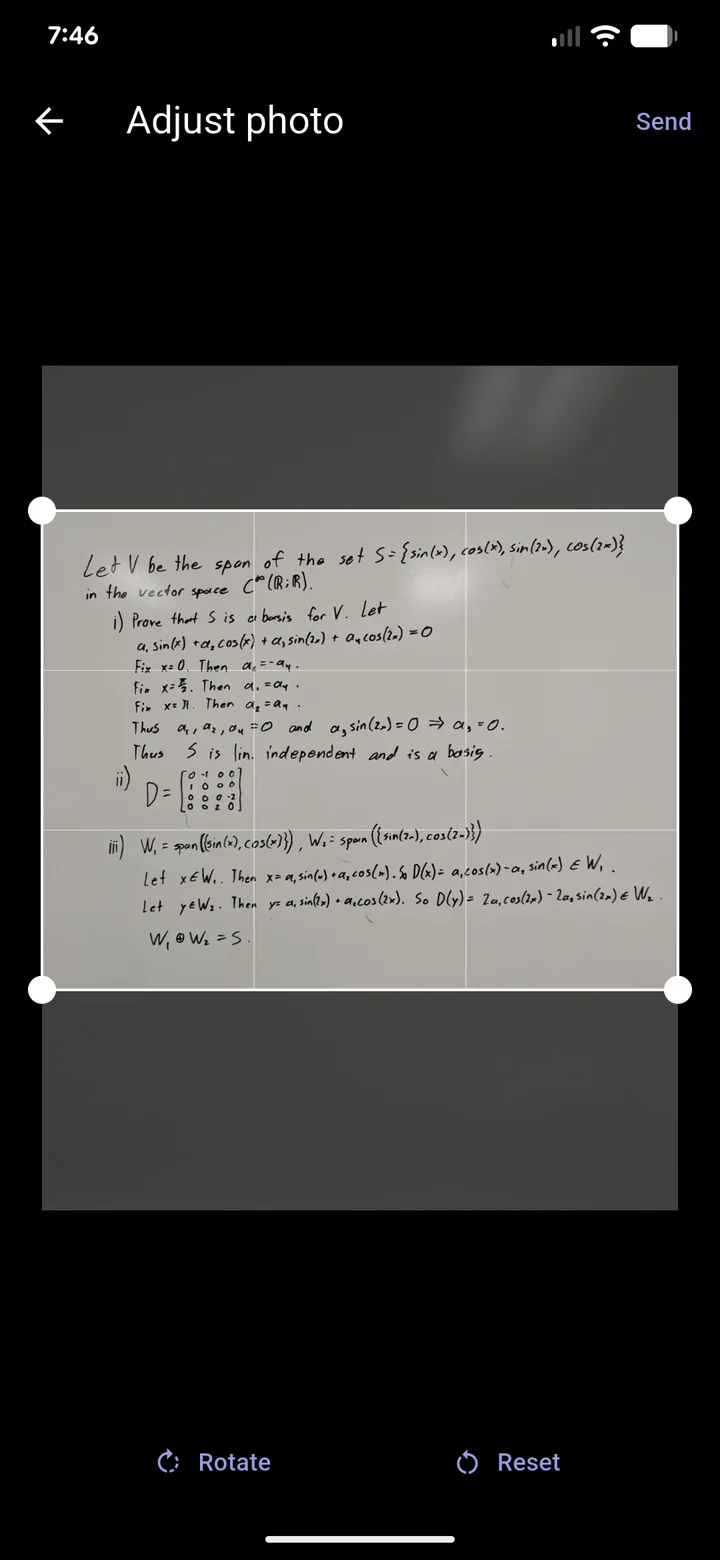 7:46
Adjust photo
Send
Let V be the span of the set S={sin(x), cos(x), sin(2x), cos(2x)}
in the vector space C^∞(ℝ;ℝ).
i) Prove that S is a basis for V. Let
a₁ sin(x) + a₂ cos(x) + a₃ sin(2x) + a₄ cos(2x) = 0
Fix x=0. Then a₂=-a₄.
Fix x=π/2. Then a₁=a₄.
Fix x=π. Then a₂=a₄.
Thus a₁, a₂, a₄ =0 and a₃ sin(2x)=0 ⇒ a₃=0.
Thus S is lin. independent and is a basis.
ii) D = [0 -1 0 0
1 0 0 0
0 0 0 -2
0 0 2 0]
iii) W₁ = span({sin(x), cos(x)}), W₂ = span({sin(2x), cos(2x)})
Let x∈W₁. Then x= a₁ sin(x) + a₂ cos(x). So D(x)= a₁ cos(x) - a₂ sin(x) ∈ W₁.
Let y∈W₂. Then y= a₁ sin(2x) + a₂ cos(2x). So D(y) = 2a₁ cos(2x) - 2a₂ sin(2x) ∈ W₂.
W₁ ⊕ W₂ = S.
Rotate
Reset